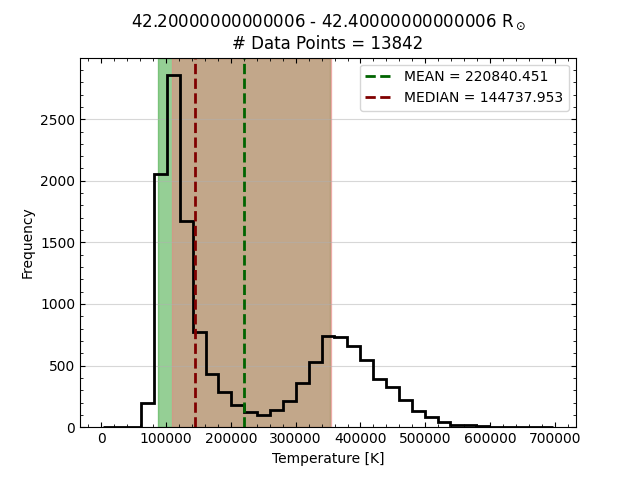 42.20000000000006 - 42.40000000000006 R⊙
# Data Points = 13842
MEAN = 220840.451
MEDIAN = 144737.953
Frequency
2500
2000
1500
1000
500
0
0 100000 200000 300000 400000 500000 600000 700000
Temperature [K]